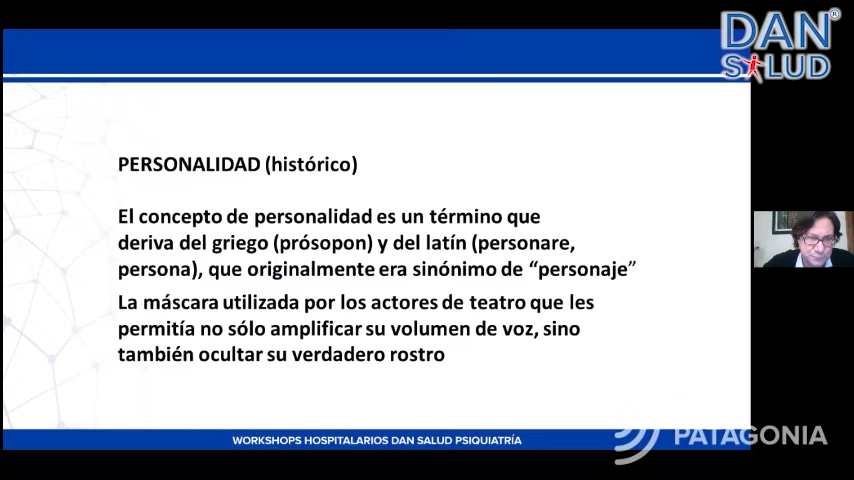 DAN®
SALUD
PERSONALIDAD (histórico)
El concepto de personalidad es un término que
deriva del griego (prósopon) y del latín (personare,
persona), que originalmente era sinónimo de “personaje”
La máscara utilizada por los actores de teatro que les
permitía no sólo amplificar su volumen de voz, sino
también ocultar su verdadero rostro
WORKSHOPS HOSPITALARIOS DAN SALUD PSIQUIATRÍA
PATAGONIA